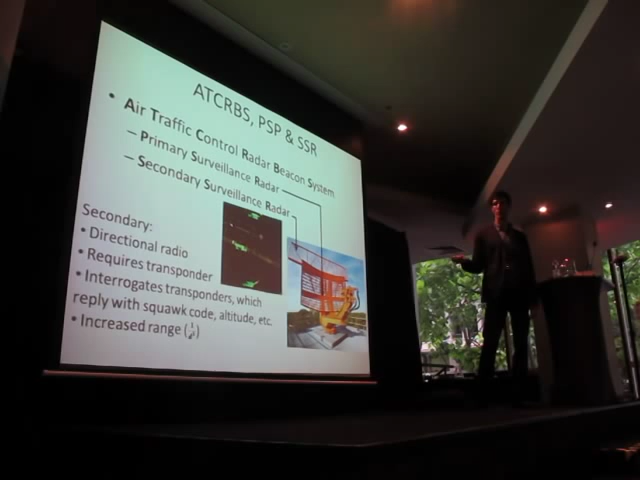 ATCRBS, PSP & SSR
• Air Traffic Control Radar Beacon System
– Primary Surveillance Radar
– Secondary Surveillance Radar
Secondary:
• Directional radio
• Requires transponder
• Interrogates transponders, which
reply with squawk code, altitude, etc.
• Increased range